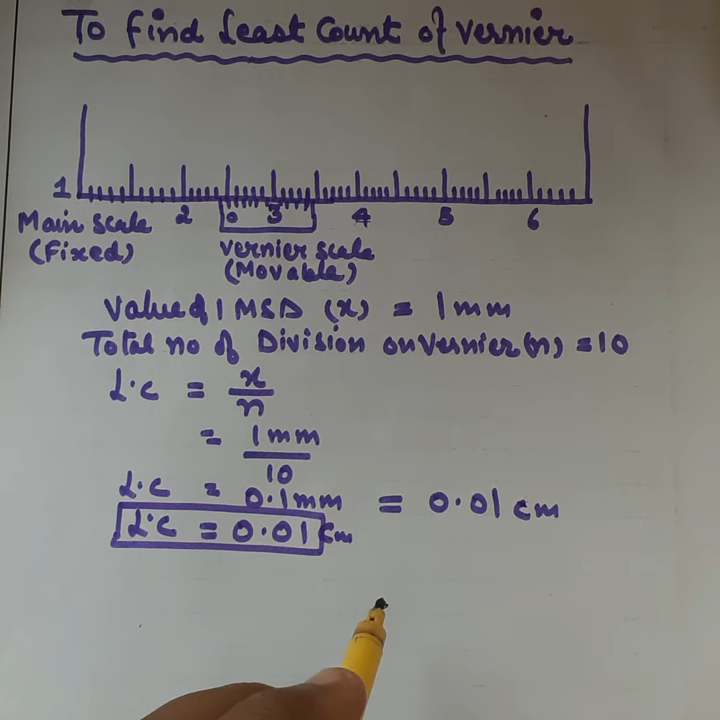 To find Least Count of Vernier
1
Main Scale 2 0 3 4 5 6
(Fixed) Vernier scale
(Movable)
Value of 1 MSD (x) = 1mm
Total no of Division on Vernier(n) = 10
L.C = x/n
= 1mm/10
L.C = 0.1mm = 0.01 cm
L.C = 0.01 cm